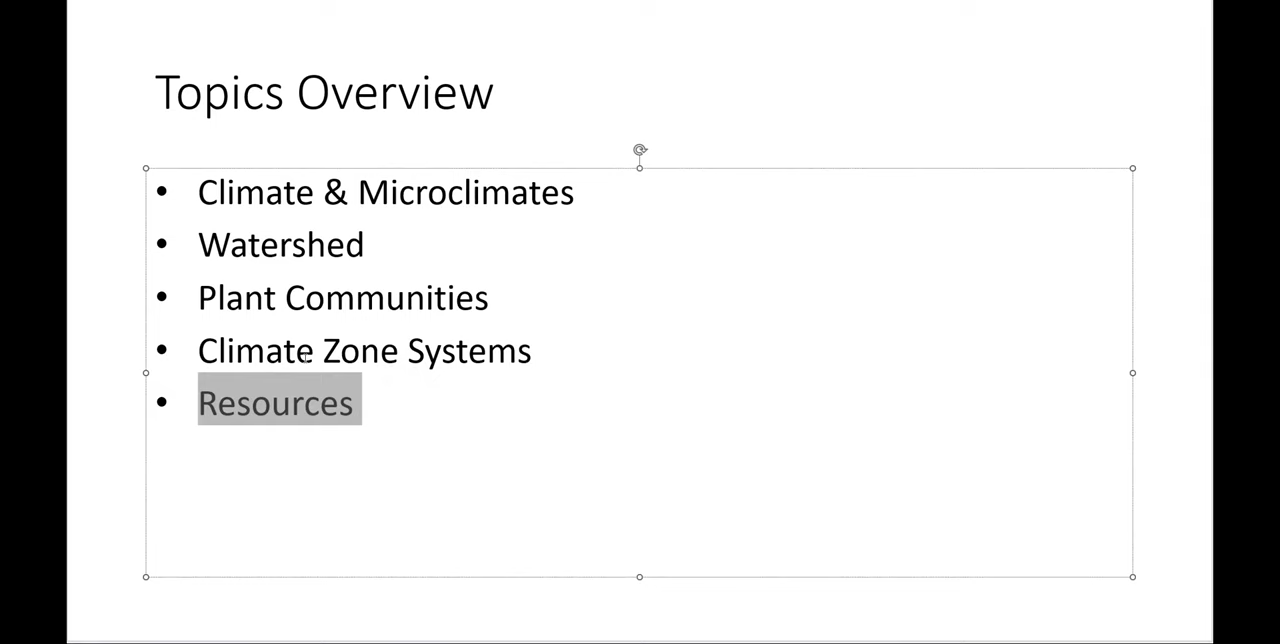 Topics Overview
• Climate & Microclimates
• Watershed
• Plant Communities
• Climate Zone Systems
• Resources